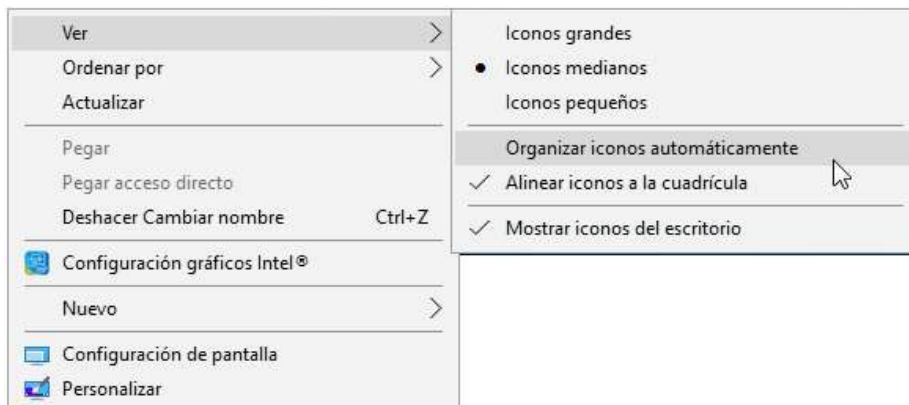 Ver
Ordenar por
Actualizar
Pegar
Pegar acceso directo
Deshacer Cambiar nombre Ctrl+Z
Configuración gráficos Intel®
Nuevo
Configuración de pantalla
Personalizar
Iconos grandes
Iconos medianos
Iconos pequeños
Organizar iconos automáticamente
Alinear iconos a la cuadrícula
Mostrar iconos del escritorio